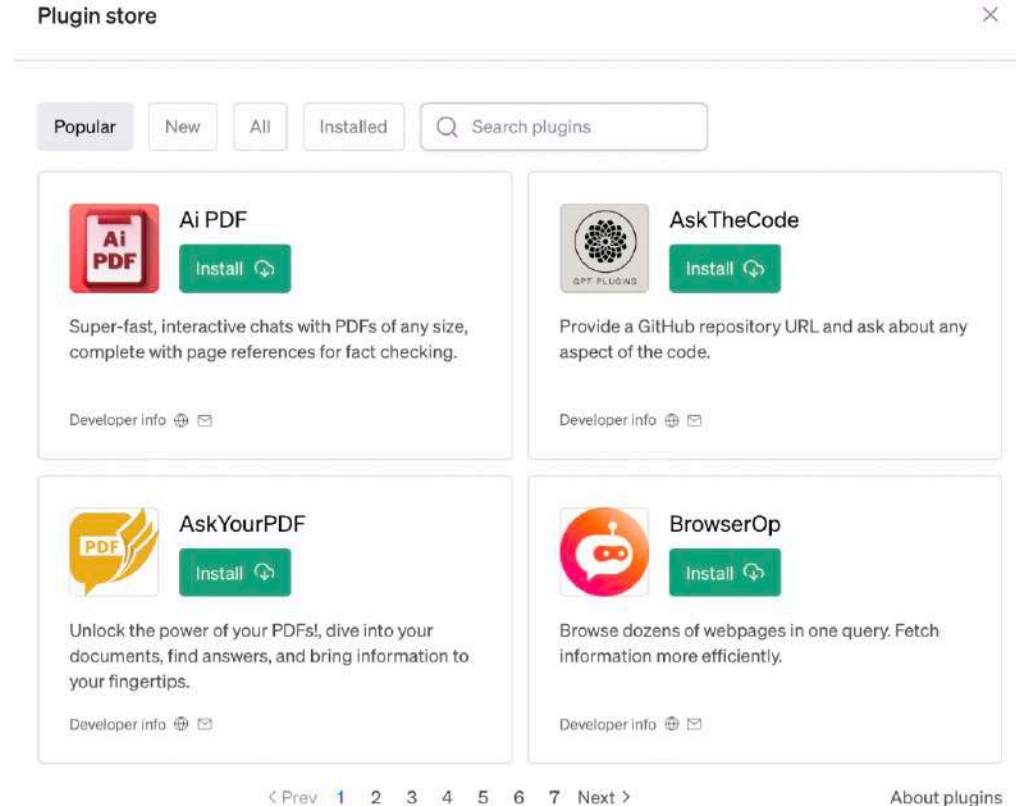 Plugin store
Popular
New
All
Installed
Search plugins
Ai
PDF
Ai PDF
Install
Super-fast, interactive chats with PDFs of any size,
complete with page references for fact checking.
Developer info
GPT PLUGINS
AskTheCode
Install
Provide a GitHub repository URL and ask about any
aspect of the code.
Developer info
PDF
AskYourPDF
Install
Unlock the power of your PDFs!, dive into your
documents, find answers, and bring information to
your fingertips.
Developer info
BrowserOp
Install
Browse dozens of webpages in one query. Fetch
information more efficiently.
Developer info
< Prev 1 2 3 4 5 6 7 Next >
About plugins